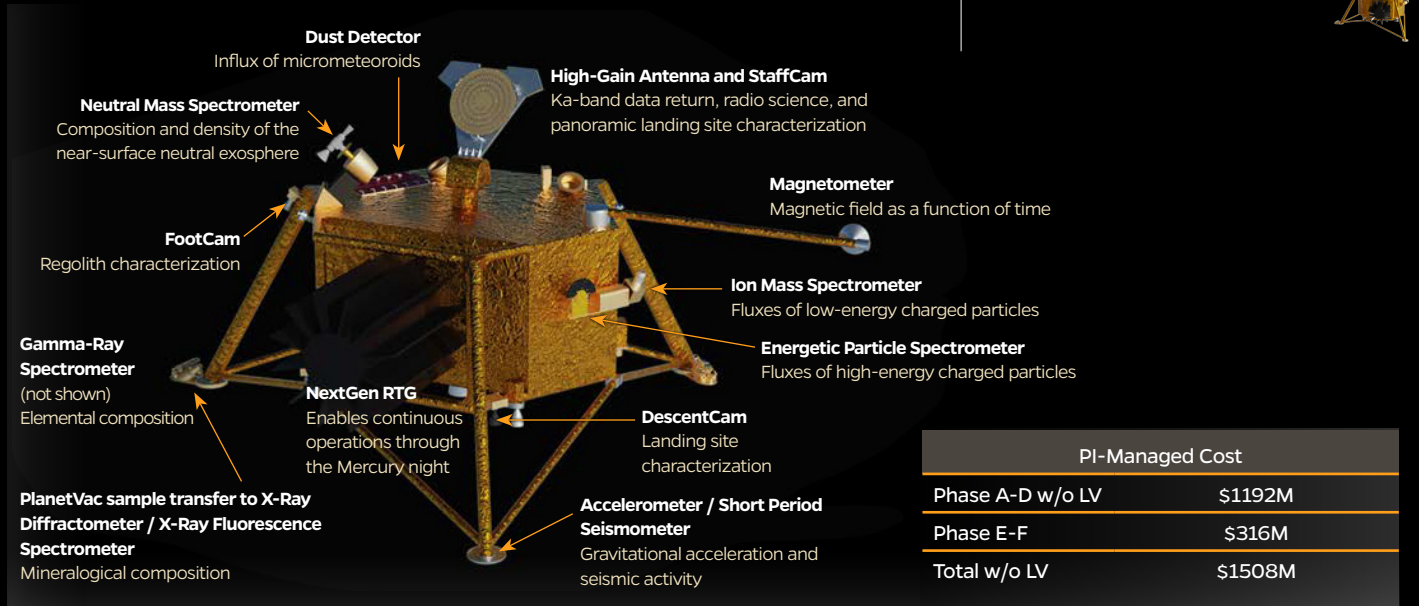 Dust Detector
Influx of micrometeoroids
High-Gain Antenna and StaffCam
Ka-band data return, radio science, and
panoramic landing site characterization
Neutral Mass Spectrometer
Composition and density of the
near-surface neutral exosphere
Magnetometer
Magnetic field as a function of time
FootCam
Regolith characterization
Ion Mass Spectrometer
Fluxes of low-energy charged particles
Energetic Particle Spectrometer
Fluxes of high-energy charged particles
Gamma-Ray
Spectrometer
(not shown)
Elemental composition
NextGen RTG
Enables continuous
operations through
the Mercury night
DescentCam
Landing site
characterization
PlanetVac sample transfer to X-Ray
Diffractometer / X-Ray Fluorescence
Spectrometer
Mineralogical composition
Accelerometer / Short Period
Seismometer
Gravitational acceleration and
seismic activity
PI-Managed Cost
Phase A-D w/o LV $1192M
Phase E-F $316M
Total w/o LV $1508M